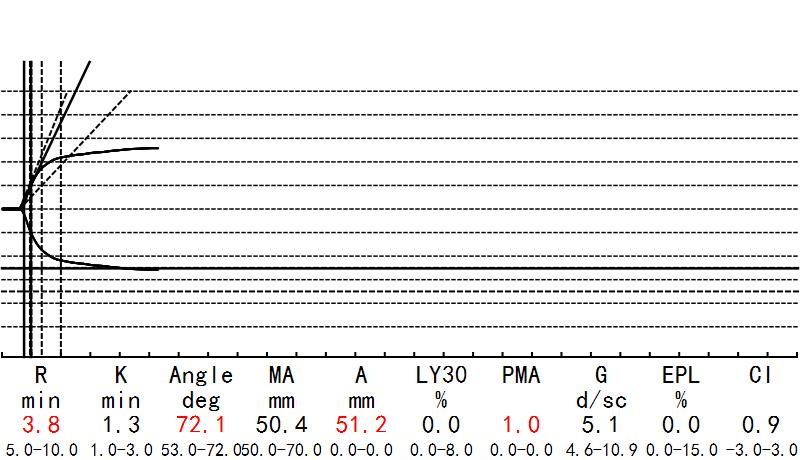 R K Angle MA A LY30 PMA G EPL CI
min min deg mm mm % d/sc %
3.8 1.3 72.1 50.4 51.2 0.0 1.0 5.1 0.0 0.9
5.0-10.0 1.0-3.0 53.0-72.0 50.0-70.0 0.0-0.0 0.0-8.0 0.0-0.0 4.6-10.9 0.0-15.0 -3.0-3.0